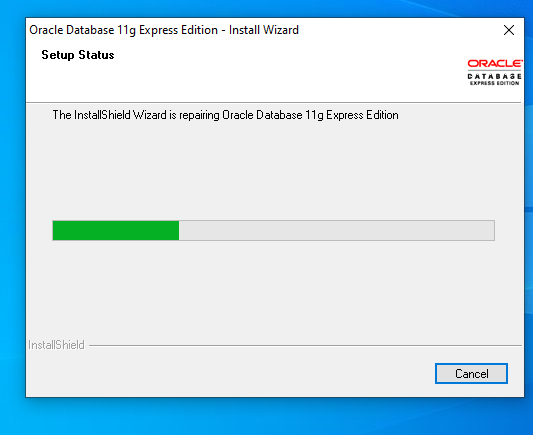 Oracle Database 11g Express Edition - Install Wizard
Setup Status
ORACLE
DATABASE
EXPRESS EDITION
The InstallShield Wizard is repairing Oracle Database 11g Express Edition
InstallShield
Cancel